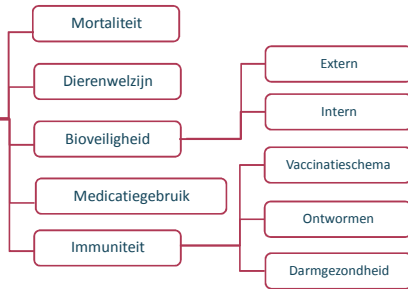 Mortaliteit
Dierenwelzijn
Bioveiligheid
Medicatiegebruik
Immuniteit
Extern
Intern
Vaccinatieschema
Ontwormen
Darmgezondheid